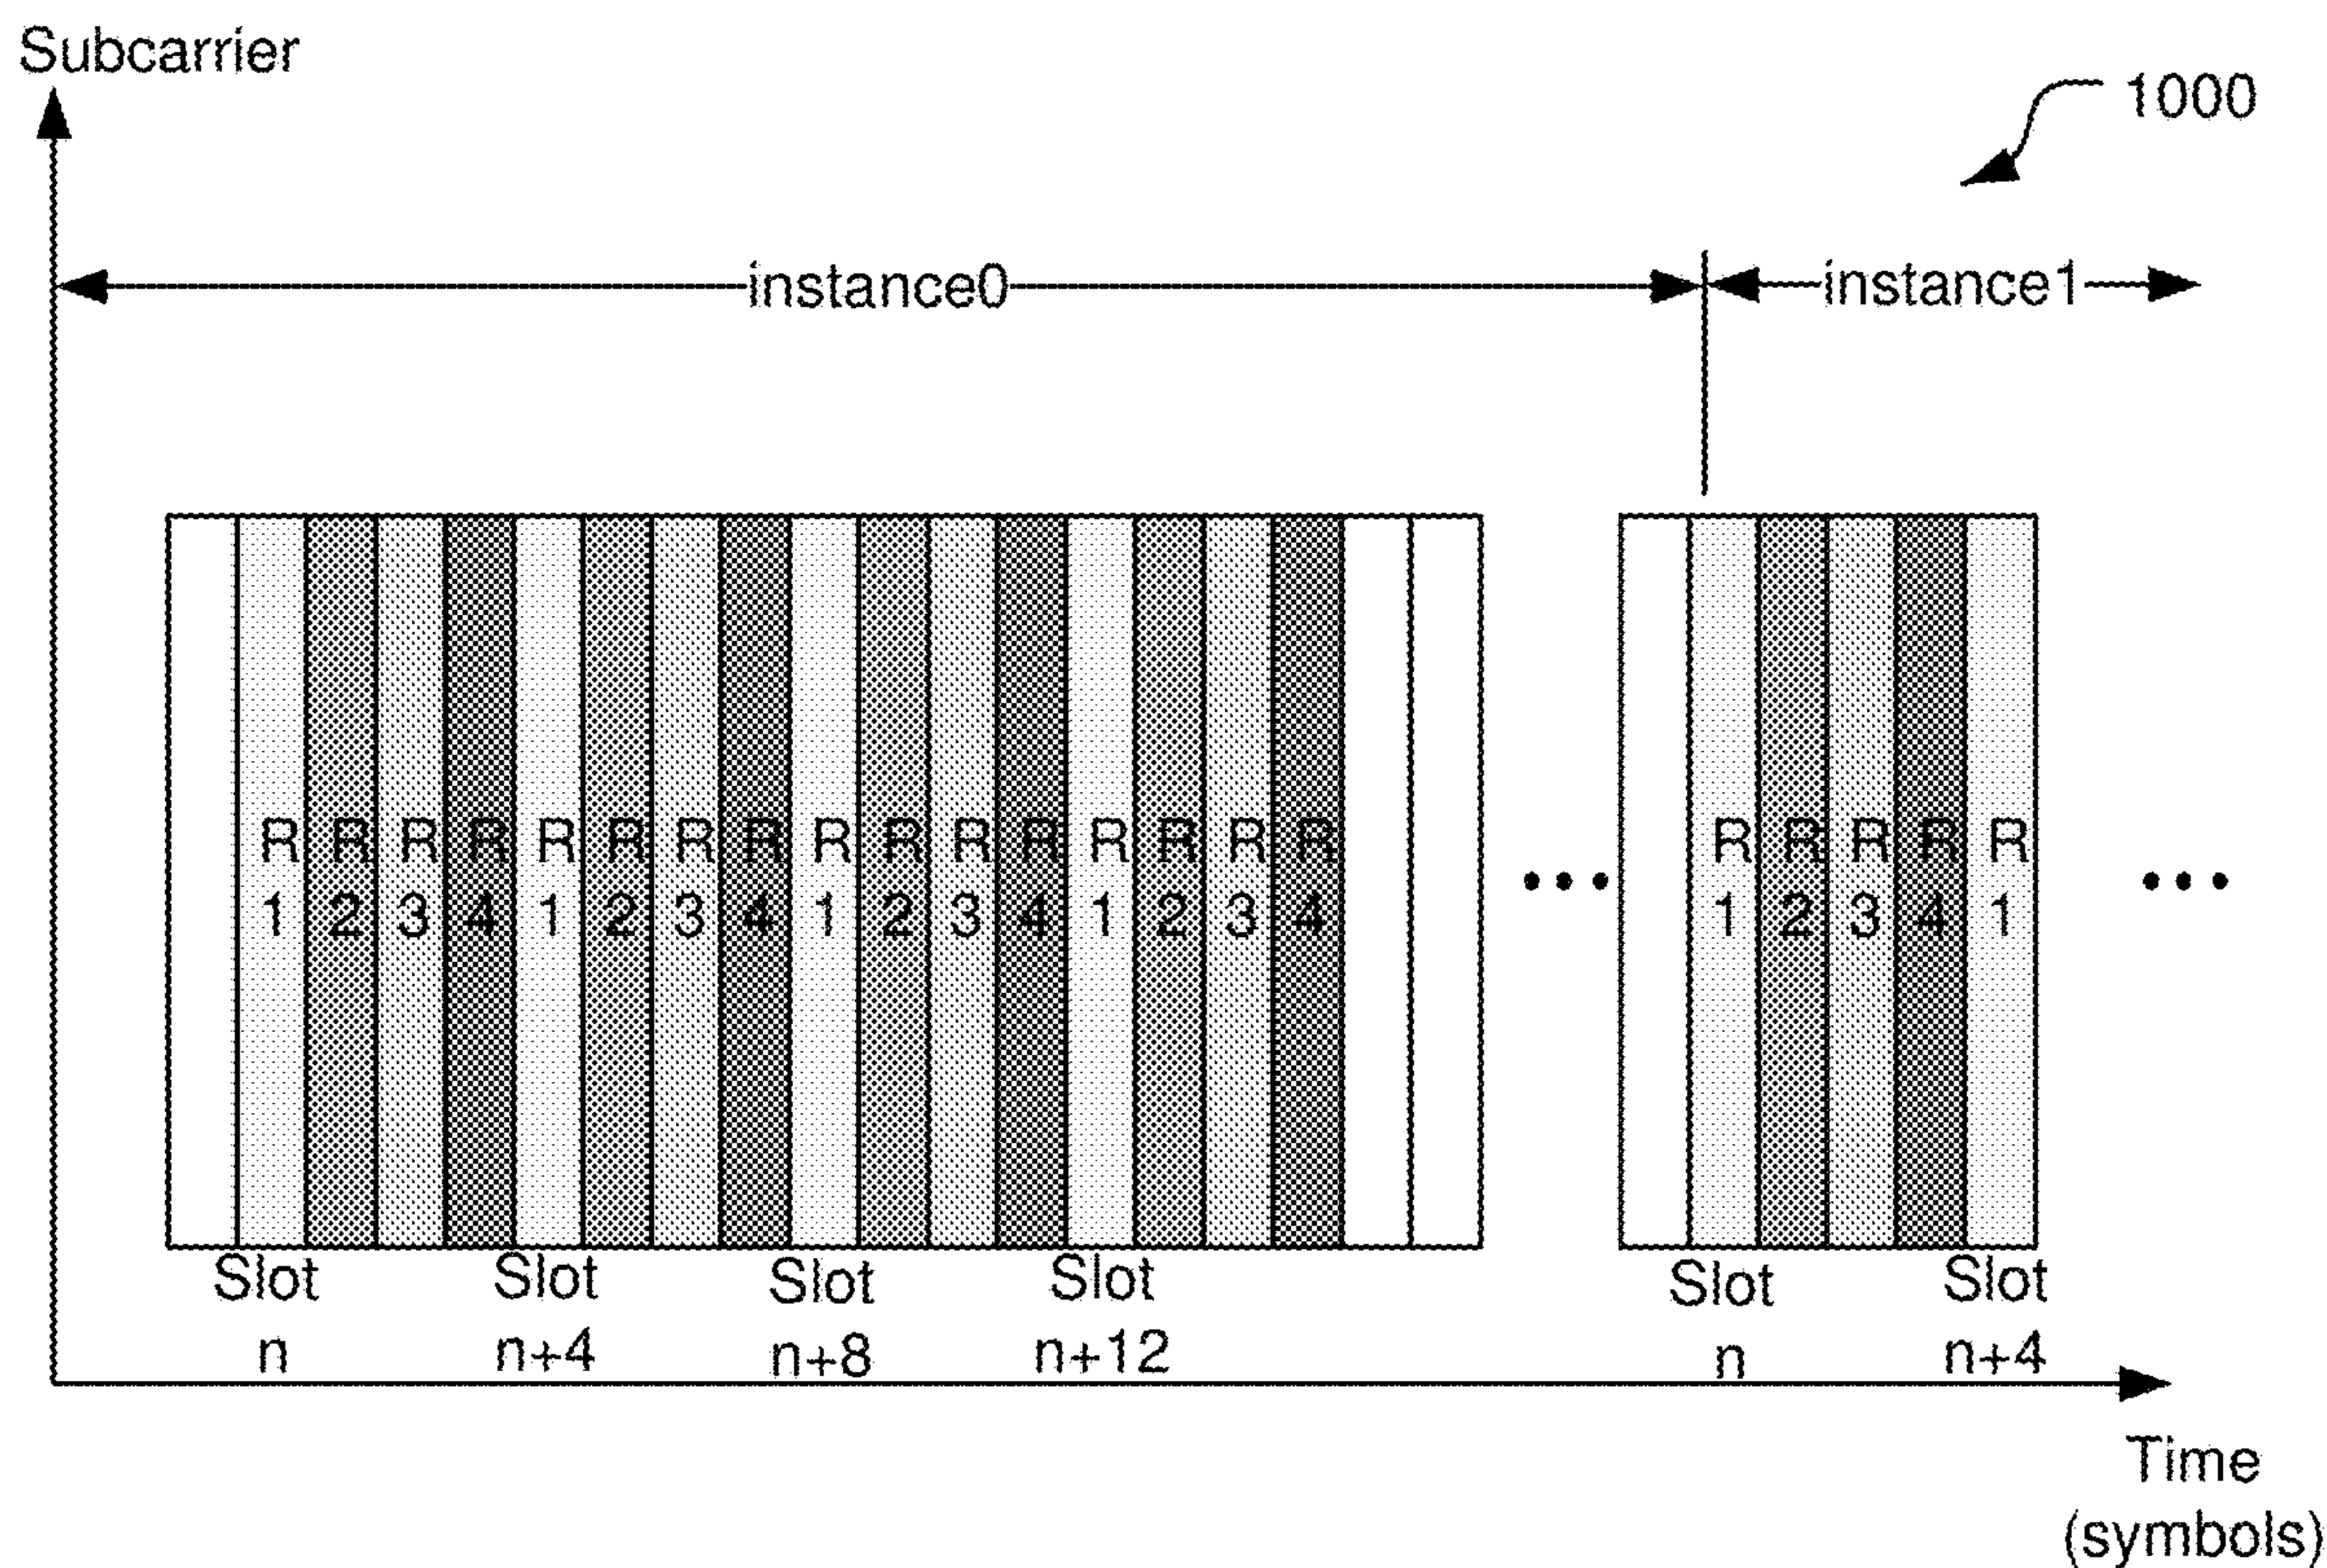 Subcarrier
1000
instance0 instance1
R R R R R R R R R R R R R R R R R R R R R
1 2 3 4 1 2 3 4 1 2 3 4 1 2 3 4 1 2 3 4 1
Slot Slot Slot Slot Slot Slot
n n+4 n+8 n+12 n n+4
Time
(symbols)